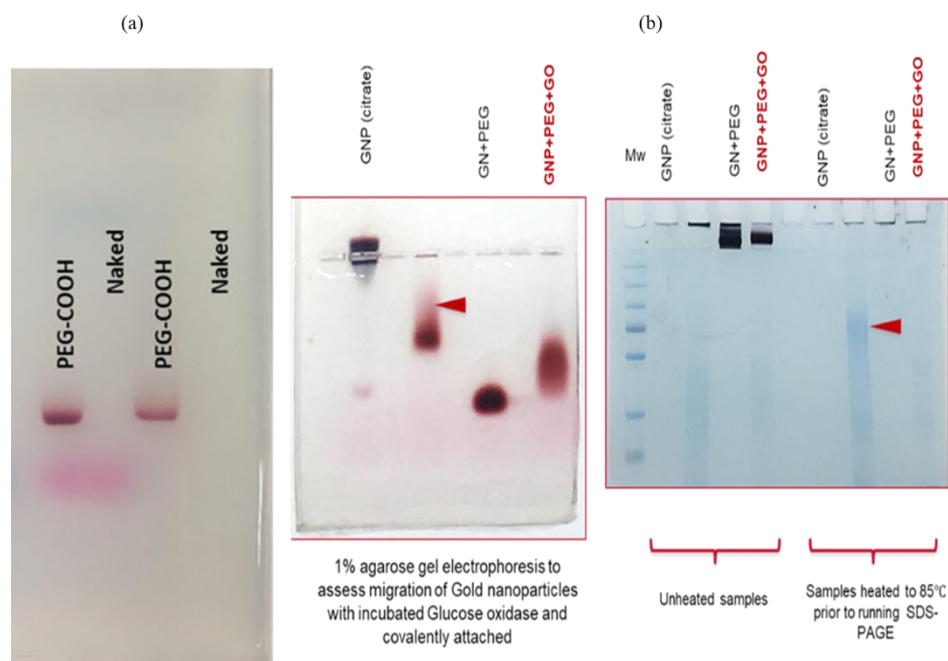 (a)
(b)
PEG-COOH
Naked
PEG-COOH
Naked
GNP (citrate)
GN+PEG
GNP+PEG+GO
Mw
GNP (citrate)
GN+PEG
GNP+PEG+GO
GNP (citrate)
GN+PEG
GNP+PEG+GO
1% agarose gel electrophoresis to
assess migration of Gold nanoparticles
with incubated Glucose oxidase and
covalently attached
Unheated samples
Samples heated to 85℃
prior to running SDS-
PAGE